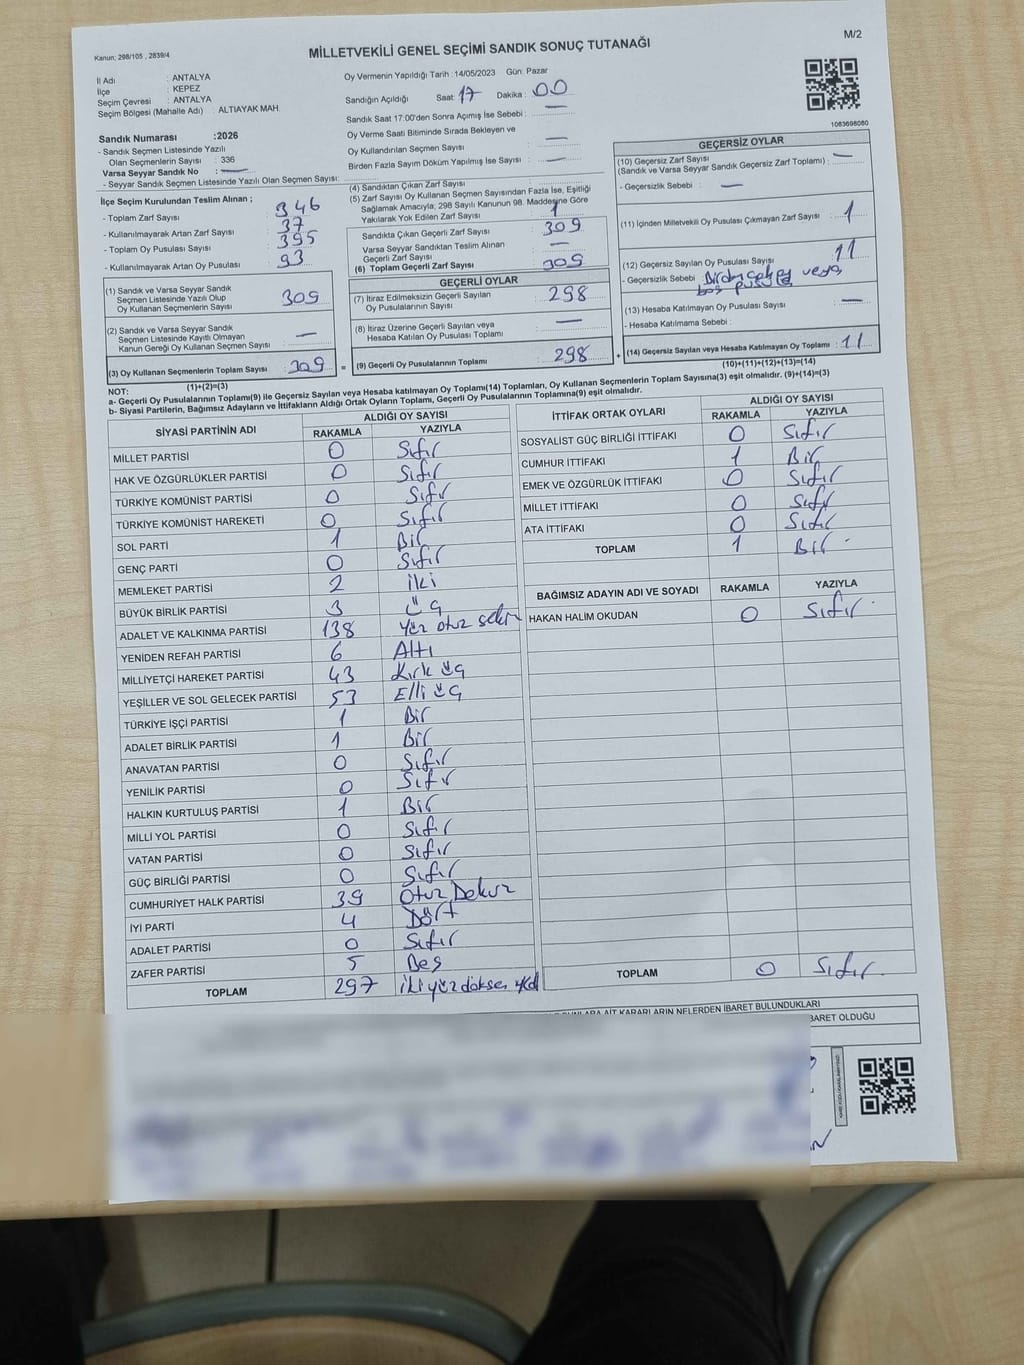 Kanun; 298/105 , 2839/4
MİLLETVEKİLİ GENEL SEÇİMİ SANDIK SONUÇ TUTANAĞI
M/2
İl Adı : ANTALYA
İlçe : KEPEZ
Seçim Çevresi : ANTALYA
Seçim Bölgesi (Mahalle Adı) : ALTIAYAK MAH.
Sandık Numarası :2026
- Sandık Seçmen Listesinde Yazılı
Olan Seçmenlerin Sayısı : 336
Varsa Seyyar Sandık No : —
- Seyyar Sandık Seçmen Listesinde Yazılı Olan Seçmen Sayısı:
Oy Vermenin Yapıldığı Tarih :14/05/2023 Gün: Pazar
Sandığın Açıldığı Saat: 17 Dakika : 00
Sandık Saat 17:00'den Sonra Açılmış İse Sebebi : —
Oy Verme Saati Bitiminde Sırada Bekleyen ve
Oy Kullandırılan Seçmen Sayısı : —
Birden Fazla Sayım Döküm Yapılmış İse Sayısı : —
1083698080
İlçe Seçim Kurulundan Teslim Alınan ;
- Toplam Zarf Sayısı : 346
- Kullanılmayarak Artan Zarf Sayısı : 37
- Toplam Oy Pusulası Sayısı : 395
- Kullanılmayarak Artan Oy Pusulası : 93
(1) Sandık ve Varsa Seyyar Sandık
Seçmen Listesinde Yazılı Olup
Oy Kullanan Seçmenlerin Sayısı : 309
(2) Sandık ve Varsa Seyyar Sandık
Seçmen Listesinde Kayıtlı Olmayan
Kanun Gereği Oy Kullanan Seçmen Sayısı : —
(3) Oy Kullanan Seçmenlerin Toplam Sayısı : 309 =
(1)+(2)=(3)
(4) Sandıktan Çıkan Zarf Sayısı :
(5) Zarf Sayısı Oy Kullanan Seçmen Sayısından Fazla İse, Eşitliği
Sağlamak Amacıyla; 298 Sayılı Kanunun 98. Maddesine Göre
Yakılarak Yok Edilen Zarf Sayısı : 1
Sandıkta Çıkan Geçerli Zarf Sayısı : 309
Varsa Seyyar Sandıktan Teslim Alınan
Geçerli Zarf Sayısı : —
(6) Toplam Geçerli Zarf Sayısı : 309
GEÇERLİ OYLAR
(7) İtiraz Edilmeksizin Geçerli Sayılan
Oy Pusulalarının Sayısı : 298
(8) İtiraz Üzerine Geçerli Sayılan veya
Hesaba Katılan Oy Pusulası Toplamı : —
(9) Geçerli Oy Pusulalarının Toplamı : 298 +
GEÇERSİZ OYLAR
(10) Geçersiz Zarf Sayısı : —
(Sandık ve Varsa Seyyar Sandık Geçersiz Zarf Toplamı)
- Geçersizlik Sebebi : —
(11) İçinden Milletvekili Oy Pusulası Çıkmayan Zarf Sayısı : 1
(12) Geçersiz Sayılan Oy Pusulası Sayısı : 11
- Geçersizlik Sebebi : veya
boş pusula
(13) Hesaba Katılmayan Oy Pusulası Sayısı : —
- Hesaba Katılmama Sebebi :
(14) Geçersiz Sayılan veya Hesaba Katılmayan Oy Toplamı : 11
(10)+(11)+(12)+(13)=(14)
NOT:
a- Geçerli Oy Pusulalarının Toplamı(9) ile Geçersiz Sayılan veya Hesaba katılmayan Oy Toplamı(14) Toplamları, Oy Kullanan Seçmenlerin Toplam Sayısına(3) eşit olmalıdır. (9)+(14)=(3)
b- Siyasi Partilerin, Bağımsız Adayların ve İttifakların Aldığı Ortak Oyların Toplamı, Geçerli Oy Pusulalarının Toplamına(9) eşit olmalıdır.
SİYASİ PARTİNİN ADI ALDIĞI OY SAYISI
RAKAMLA YAZIYLA
MİLLET PARTİSİ 0 Sıfır
HAK VE ÖZGÜRLÜKLER PARTİSİ 0 Sıfır
TÜRKİYE KOMÜNİST PARTİSİ 0 Sıfır
TÜRKİYE KOMÜNİST HAREKETİ 0 Sıfır
SOL PARTİ 1 Bir
GENÇ PARTİ 0 Sıfır
MEMLEKET PARTİSİ 2 İki
BÜYÜK BİRLİK PARTİSİ 3 üç
ADALET VE KALKINMA PARTİSİ 138 Yüz otuz sekiz
YENİDEN REFAH PARTİSİ 6 Altı
MİLLİYETÇİ HAREKET PARTİSİ 43 Kırk üç
YEŞİLLER VE SOL GELECEK PARTİSİ 53 Elli üç
TÜRKİYE İŞÇİ PARTİSİ 1 Bir
ADALET BİRLİK PARTİSİ 1 Bir
ANAVATAN PARTİSİ 0 Sıfır
YENİLİK PARTİSİ 0 Sıfır
HALKIN KURTULUŞ PARTİSİ 1 Bir
MİLLİ YOL PARTİSİ 0 Sıfır
VATAN PARTİSİ 0 Sıfır
GÜÇ BİRLİĞİ PARTİSİ 0 Sıfır
CUMHURİYET HALK PARTİSİ 39 Otuz Dokuz
İYİ PARTİ 4 Dört
ADALET PARTİSİ 0 Sıfır
ZAFER PARTİSİ 5 Beş
TOPLAM 297 İkiyüzdoksan yedi
İTTİFAK ORTAK OYLARI ALDIĞI OY SAYISI
RAKAMLA YAZIYLA
SOSYALİST GÜÇ BİRLİĞİ İTTİFAKI 0 Sıfır
CUMHUR İTTİFAKI 1 Bir
EMEK VE ÖZGÜRLÜK İTTİFAKI 0 Sıfır
MİLLET İTTİFAKI 0 Sıfır
ATA İTTİFAKI 0 Sıfır
TOPLAM 1 Bir
BAĞIMSIZ ADAYIN ADI VE SOYADI RAKAMLA YAZIYLA
HAKAN HALİM OKUDAN 0 Sıfır
TOPLAM 0 Sıfır
AİT KARARLARIN NELERDEN İBARET BULUNDUKLARI
BARET OLDUĞU